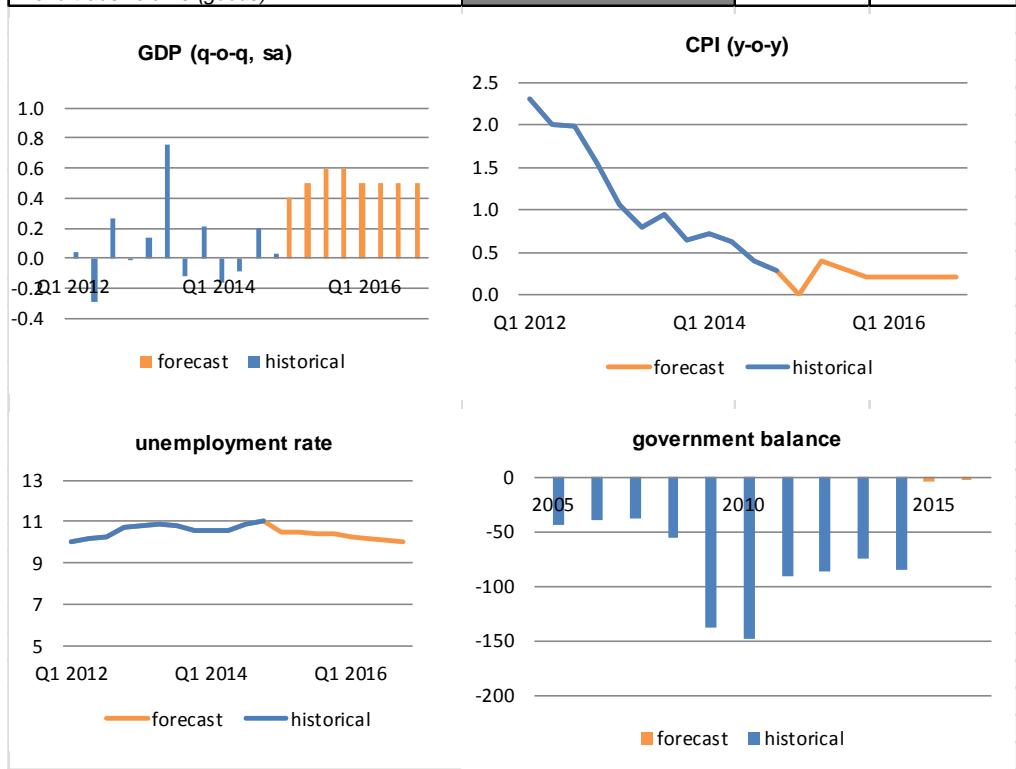 GDP (q-o-q, sa)
1.0
0.8
0.6
0.4
0.2
0.0
-0.2
-0.4
Q1 2012
Q1 2014
Q1 2016
forecast
historical
CPI (y-o-y)
2.5
2.0
1.5
1.0
0.5
0.0
Q1 2012
Q1 2014
Q1 2016
forecast
historical
unemployment rate
13
11
9
7
5
Q1 2012
Q1 2014
Q1 2016
forecast
historical
government balance
0
-50
-100
-150
-200
2005
2010
2015
forecast
historical